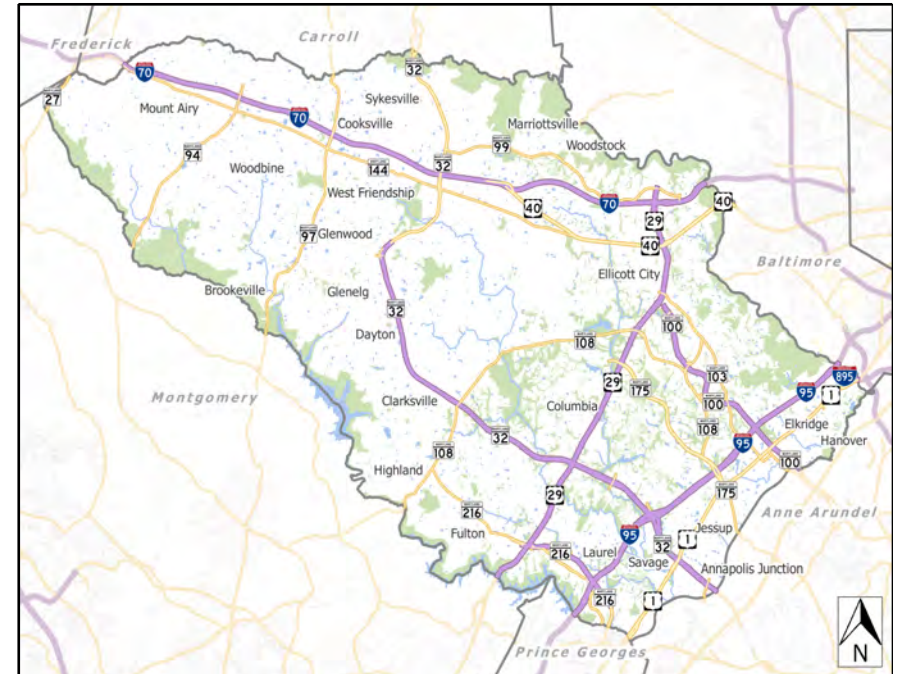 Frederick
Carroll
70
32
27
Sykesville
Mount Airy
70
Cooksville
Marriottsville
99
Woodstock
94
Woodbine
144
32
West Friendship
40
70
29
40
97
Glenwood
40
Baltimore
Ellicott City
Brookeville
Glenelg
32
Dayton
100
108
103
895
Montgomery
29
175
95
1
Clarksville
Columbia
100
108
Elkridge
32
95
Hanover
108
100
Highland
29
175
216
Anne Arundel
Fulton
95
Jessup
1
216
Laurel
32
Savage
Annapolis Junction
216
1
Prince Georges
N